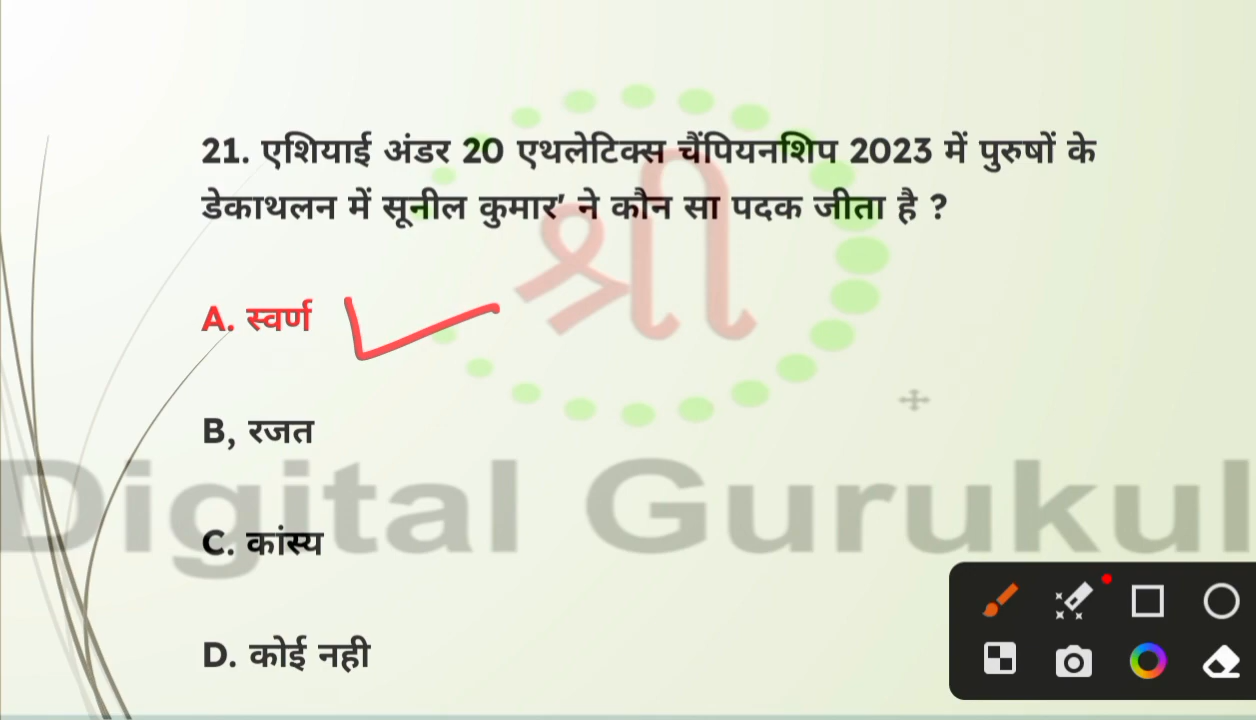 21. एशियाई अंडर 20 एथलेटिक्स चैंपियनशिप 2023 में पुरुषों के
डेकाथलन में सूनील कुमार' ने कौन सा पदक जीता है ?
श्री
A. स्वर्ण
B, रजत
Digital Gurukul
C. कांस्य
D. कोई नही